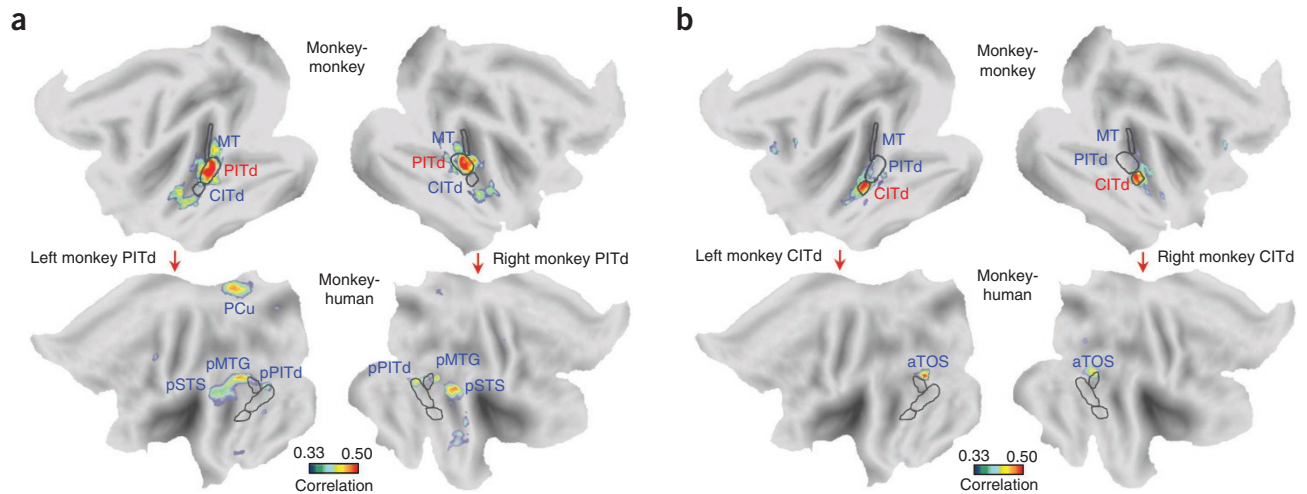 a
Monkey-
monkey
MT
PITd
CITd
MT
PITd
CITd
Left monkey PITd
Right monkey PITd
Monkey-
human
PCu
pMTG
pPITd
pSTS
pPITd
pMTG
pSTS
0.33 0.50
Correlation
b
Monkey-
monkey
MT
PITd
CITd
MT
PITd
CITd
Left monkey CITd
Right monkey CITd
Monkey-
human
aTOS
aTOS
0.33 0.50
Correlation